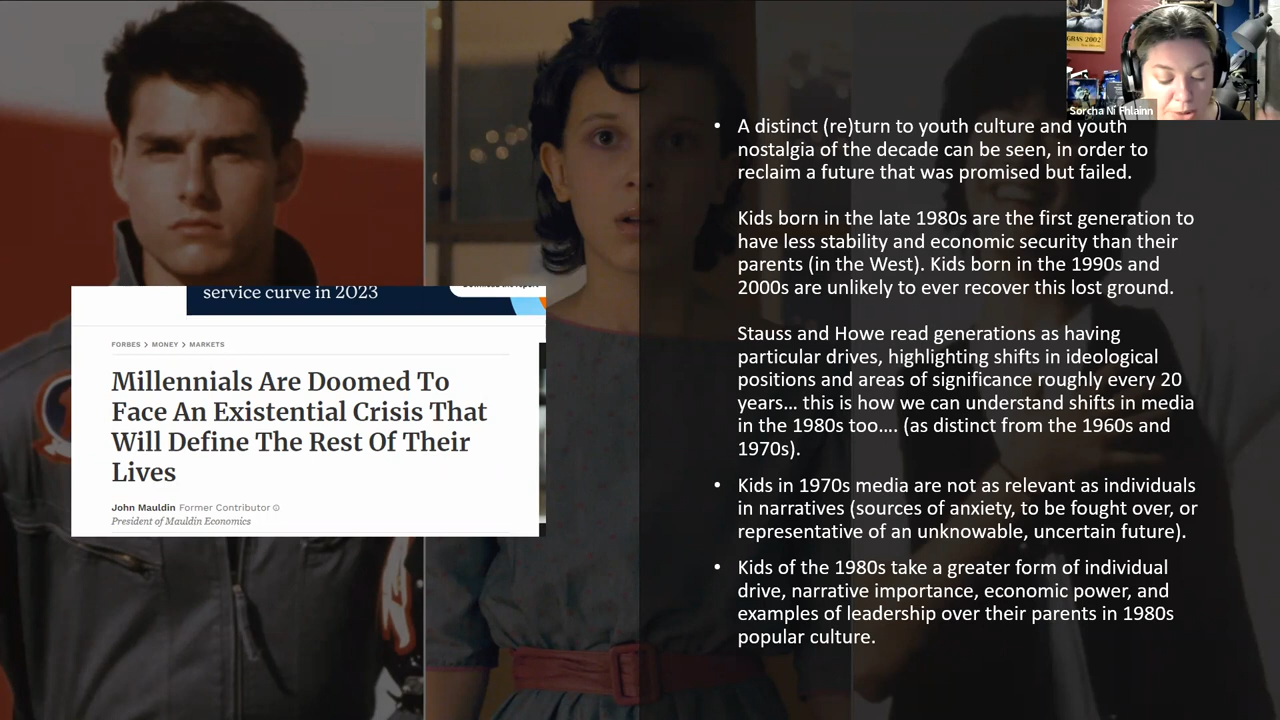 GRAS 2002
Sorcha Ní Fhlainn
• A distinct (re)turn to youth culture and youth
nostalgia of the decade can be seen, in order to
reclaim a future that was promised but failed.
Kids born in the late 1980s are the first generation to
have less stability and economic security than their
parents (in the West). Kids born in the 1990s and
2000s are unlikely to ever recover this lost ground.
Stauss and Howe read generations as having
particular drives, highlighting shifts in ideological
positions and areas of significance roughly every 20
years… this is how we can understand shifts in media
in the 1980s too…. (as distinct from the 1960s and
1970s).
• Kids in 1970s media are not as relevant as individuals
in narratives (sources of anxiety, to be fought over, or
representative of an unknowable, uncertain future).
• Kids of the 1980s take a greater form of individual
drive, narrative importance, economic power, and
examples of leadership over their parents in 1980s
popular culture.
service curve in 2023
FORBES > MONEY > MARKETS
Millennials Are Doomed To
Face An Existential Crisis That
Will Define The Rest Of Their
Lives
John Mauldin Former Contributor
President of Mauldin Economics